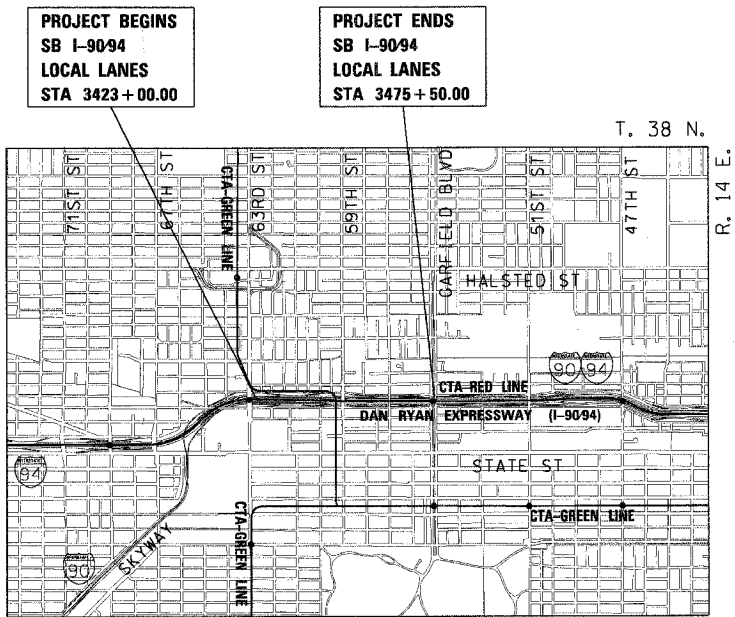 PROJECT BEGINS
SB I-90/94
LOCAL LANES
STA 3423+00.00
PROJECT ENDS
SB I-90/94
LOCAL LANES
STA 3475+50.00
T. 38 N.
R. 14 E.
71ST ST
67TH ST
CTA-GREEN LINE
63RD ST
59TH ST
GARFIELD BLVD
51ST ST
47TH ST
HALSTED ST
90 94
CTA-RED LINE
DAN RYAN EXPRESSWAY (I-90/94)
94
STATE ST
CTA-GREEN LINE
CTA-GREEN LINE
SKYWAY
90